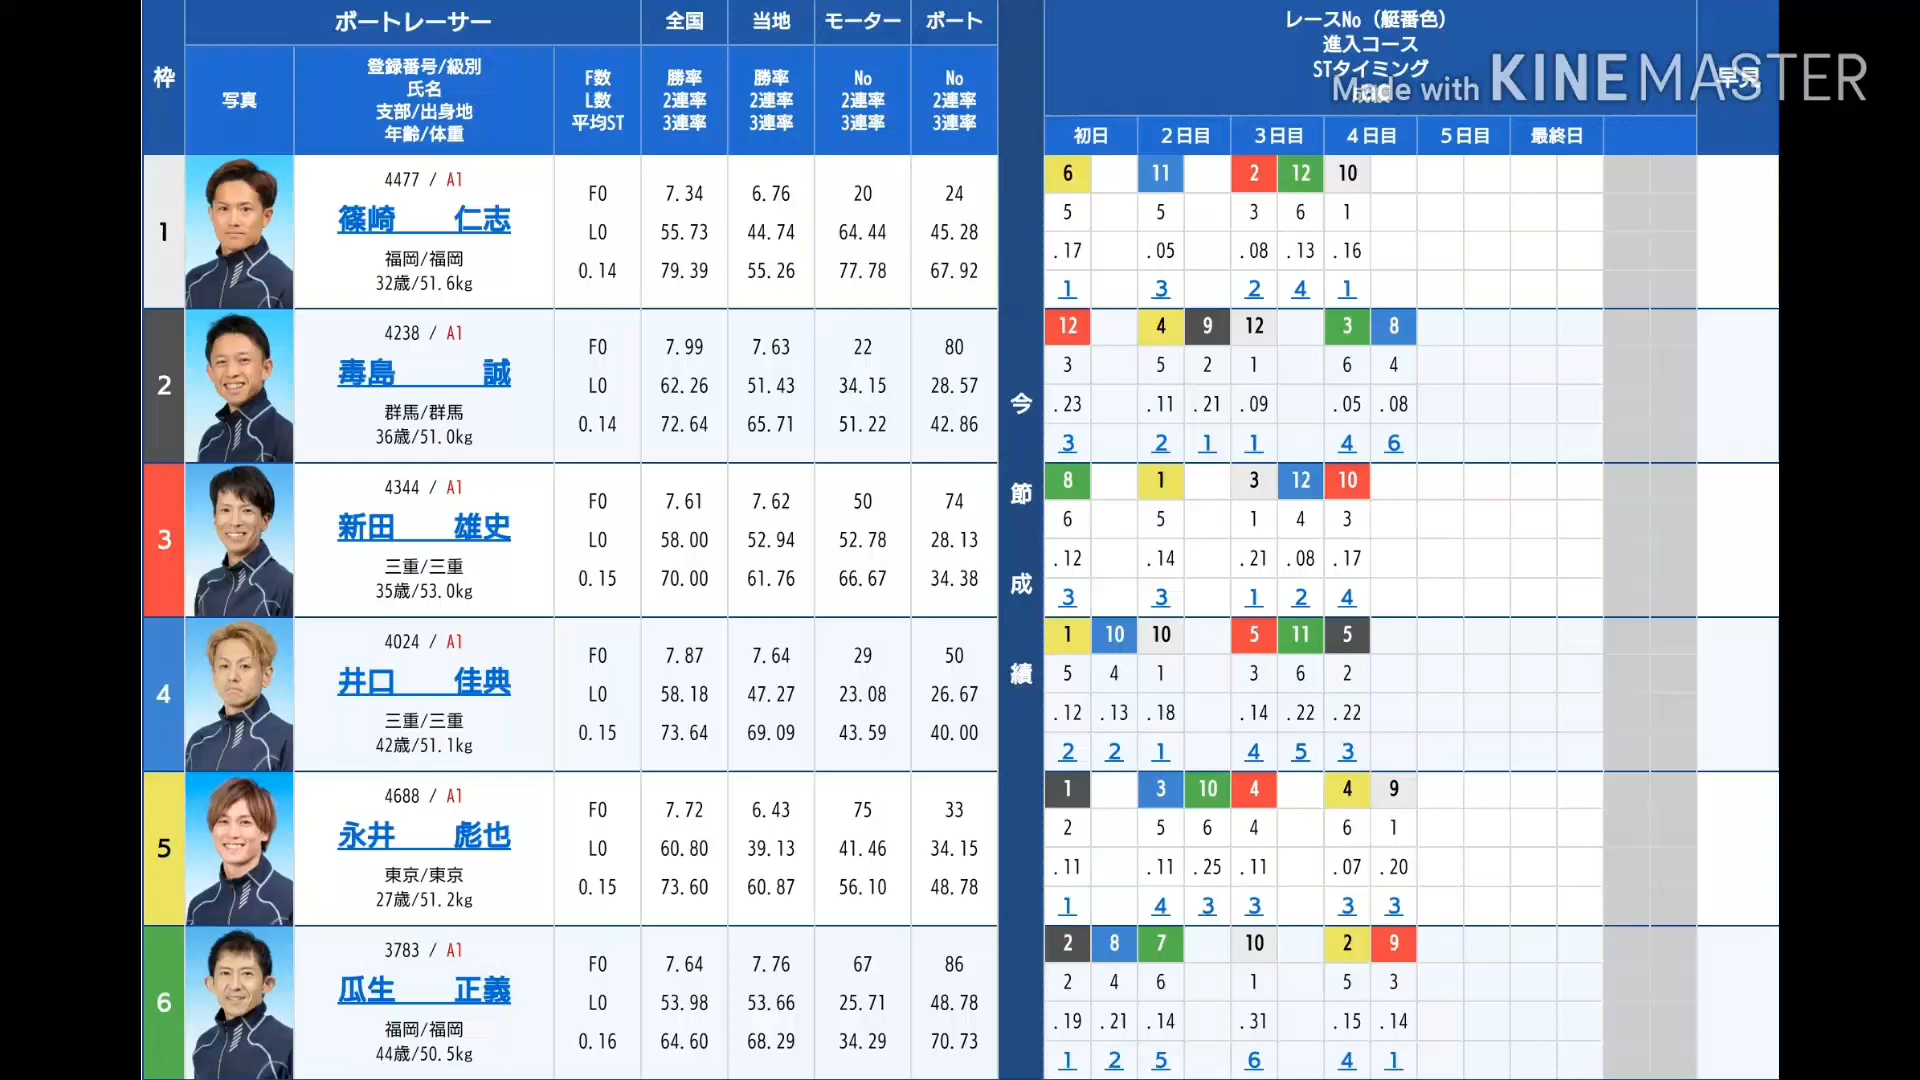 枠 ボートレーサー 全国 当地 モーター ボート
写真
登録番号/級別
氏名
支部/出身地
年齢/体重
F数
L数
平均ST
勝率
2連率
3連率
勝率
2連率
3連率
No
2連率
3連率
No
2連率
3連率
レースNo（艇番色）
進入コース
STタイミング
成績
早見
Made with KINEMASTER
初日 2日目 3日目 4日目 5日目 最終日
今節成績
1
4477 / A1
篠崎 仁志
福岡/福岡
32歳/51.6kg
F0 7.34 6.76 20 24
L0 55.73 44.74 64.44 45.28
0.14 79.39 55.26 77.78 67.92
6 11 2 12 10
5 5 3 6 1
.17 .05 .08 .13 .16
1 3 2 4 1
2
4238 / A1
毒島 誠
群馬/群馬
36歳/51.0kg
F0 7.99 7.63 22 80
L0 62.26 51.43 34.15 28.57
0.14 72.64 65.71 51.22 42.86
12 4 9 12 3 8
3 5 2 1 6 4
.23 .11 .21 .09 .05 .08
3 2 1 1 4 6
3
4344 / A1
新田 雄史
三重/三重
35歳/53.0kg
F0 7.61 7.62 50 74
L0 58.00 52.94 52.78 28.13
0.15 70.00 61.76 66.67 34.38
8 1 3 12 10
6 5 1 4 3
.12 .14 .21 .08 .17
3 3 1 2 4
4
4024 / A1
井口 佳典
三重/三重
42歳/51.1kg
F0 7.87 7.64 29 50
L0 58.18 47.27 23.08 26.67
0.15 73.64 69.09 43.59 40.00
1 10 10 5 11 5
5 4 1 3 6 2
.12 .13 .18 .14 .22 .22
2 2 1 4 5 3
5
4688 / A1
永井 彪也
東京/東京
27歳/51.2kg
F0 7.72 6.43 75 33
L0 60.80 39.13 41.46 34.15
0.15 73.60 60.87 56.10 48.78
1 3 10 4 4 9
2 5 6 4 6 1
.11 .11 .25 .11 .07 .20
1 4 3 3 3 3
6
3783 / A1
瓜生 正義
福岡/福岡
44歳/50.5kg
F0 7.64 7.76 67 86
L0 53.98 53.66 25.71 48.78
0.16 64.60 68.29 34.29 70.73
2 8 7 10 2 9
2 4 6 1 5 3
.19 .21 .14 .31 .15 .14
1 2 5 6 4 1